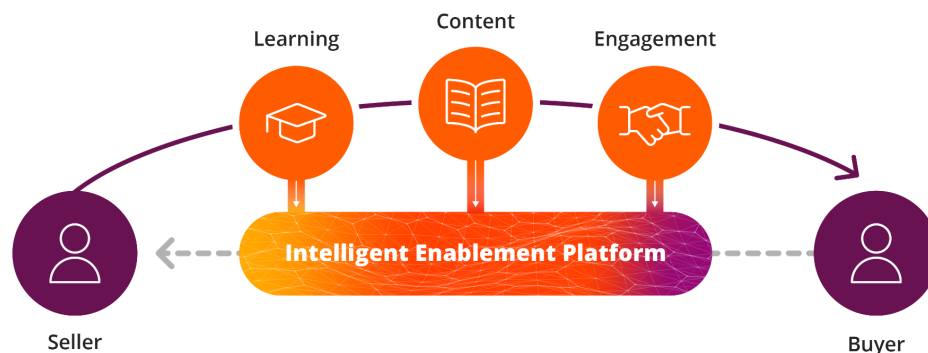 Content
Learning
Engagement
Intelligent Enablement Platform
Seller
Buyer